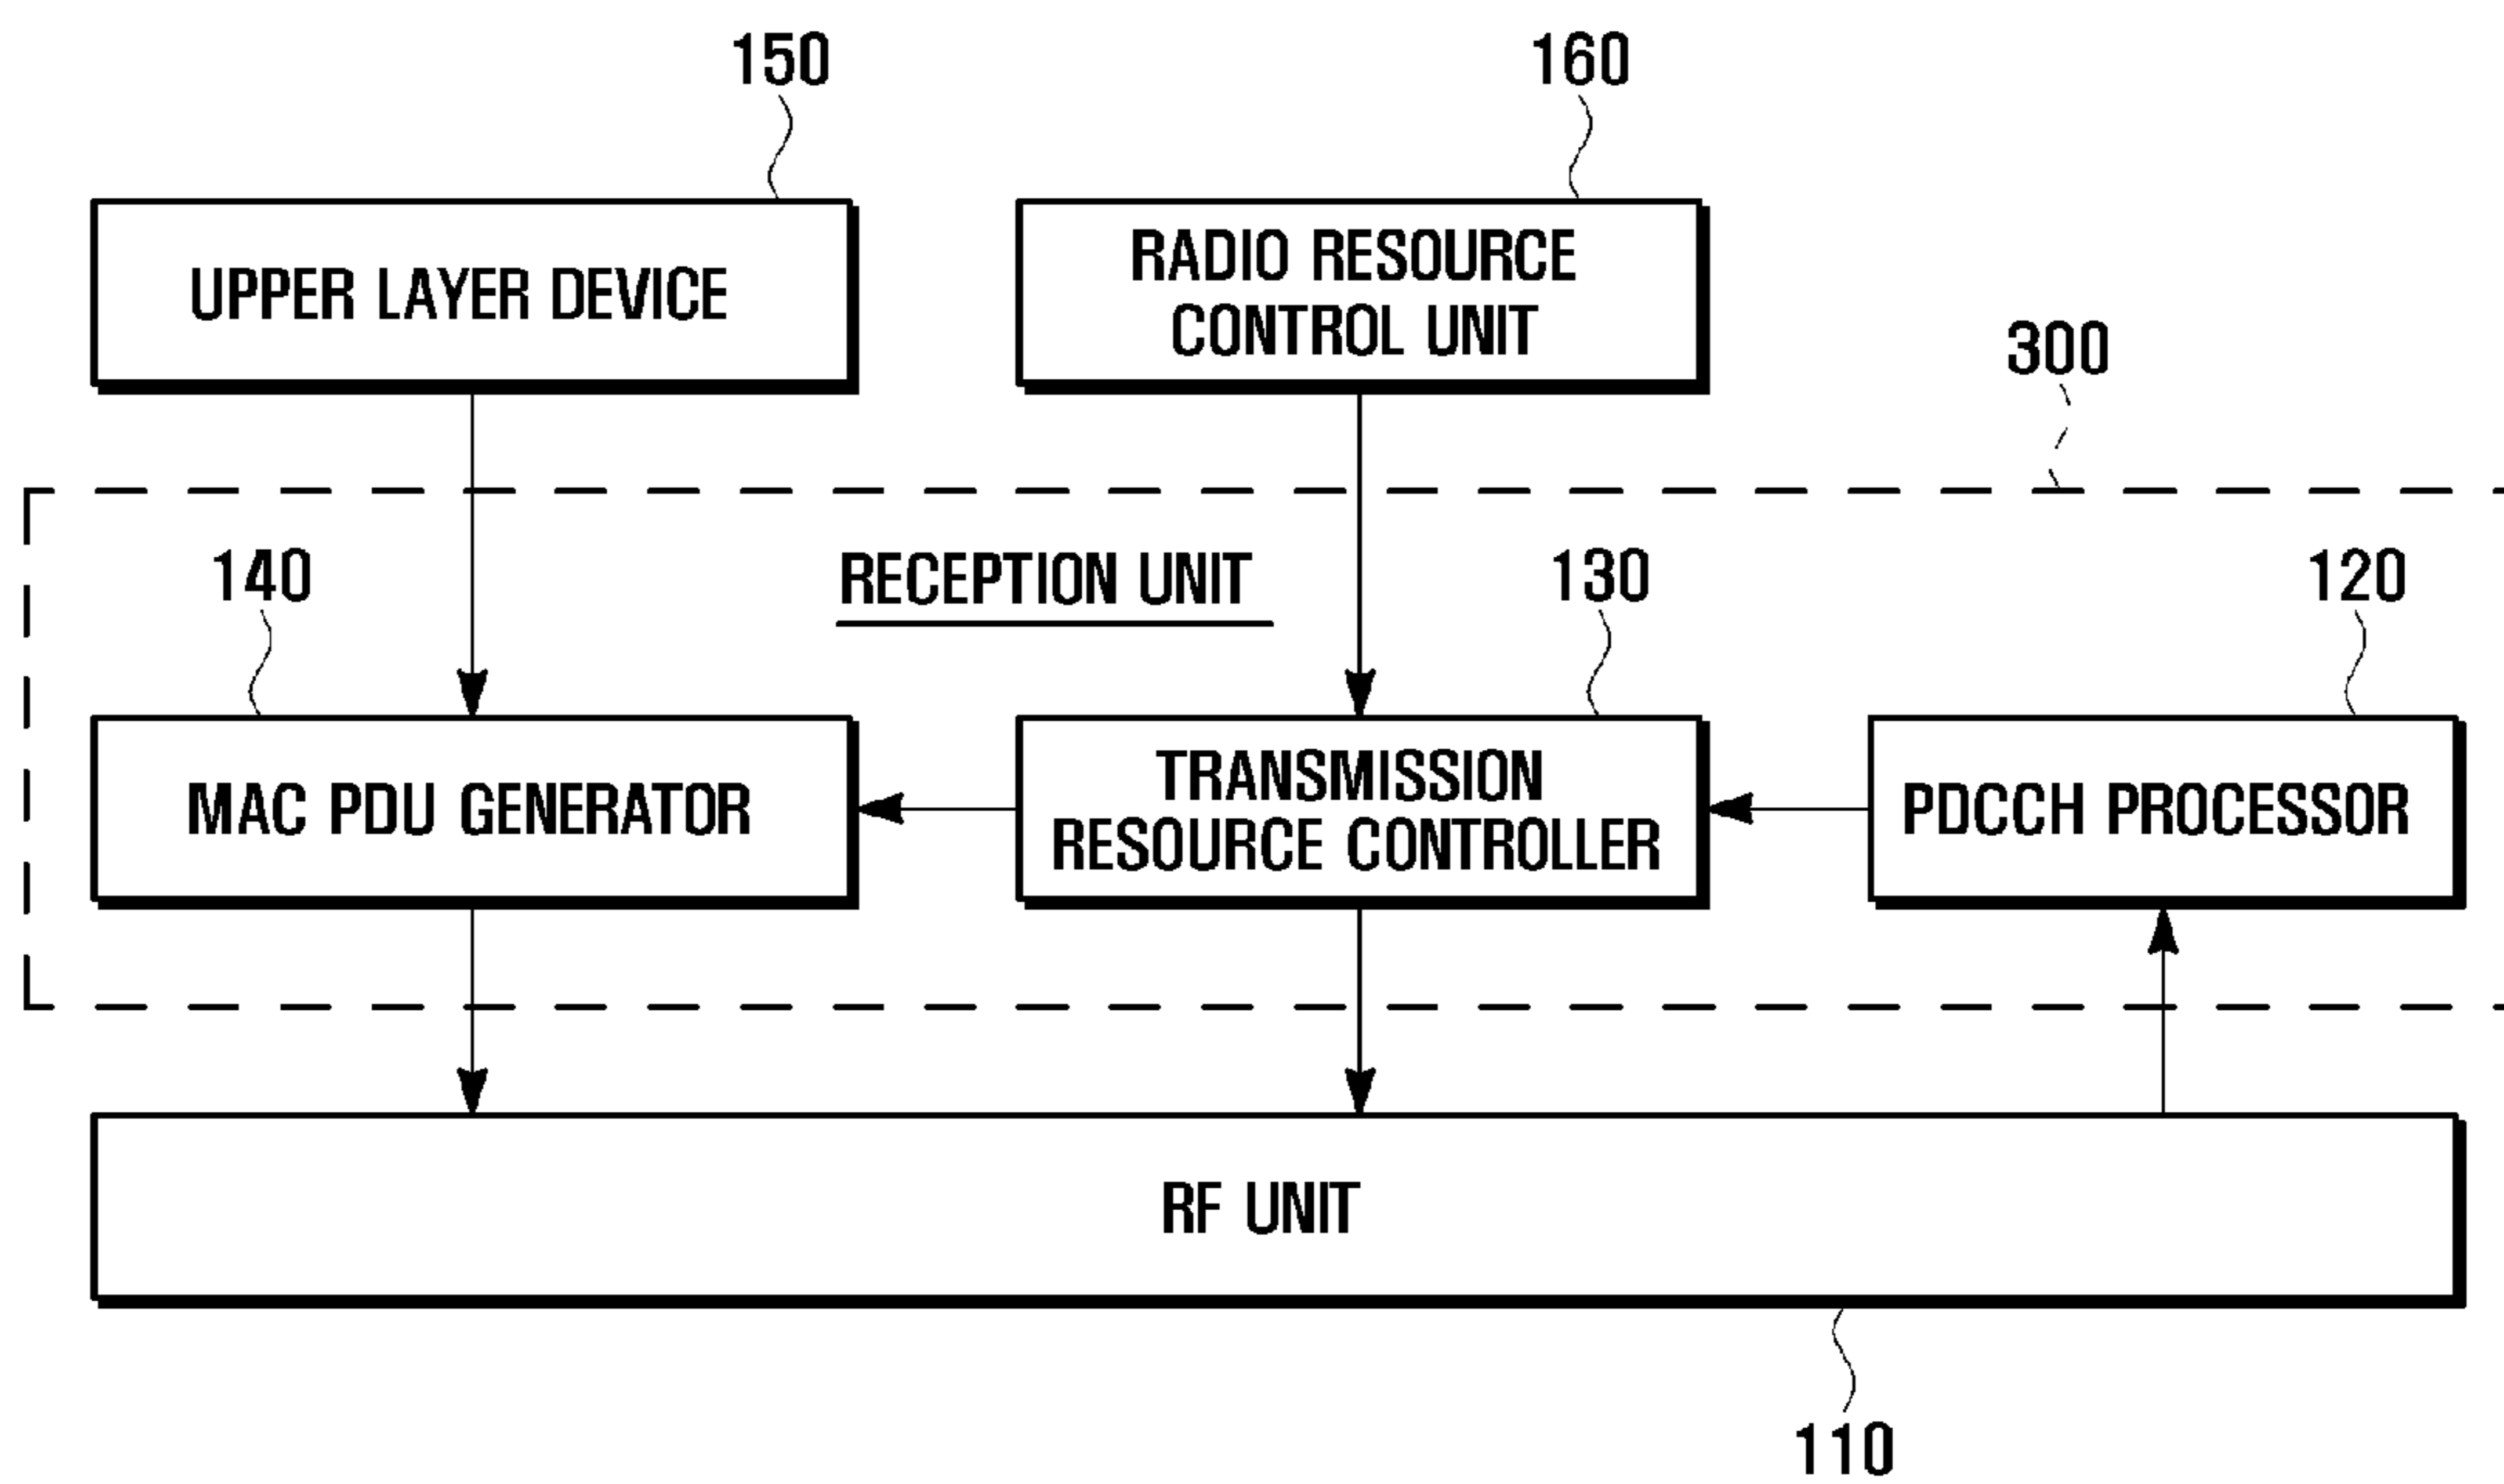 150
160
UPPER LAYER DEVICE
RADIO RESOURCE
CONTROL UNIT
300
RECEPTION UNIT
140
130
120
MAC PDU GENERATOR
TRANSMISSION
RESOURCE CONTROLLER
PDCCH PROCESSOR
RF UNIT
110